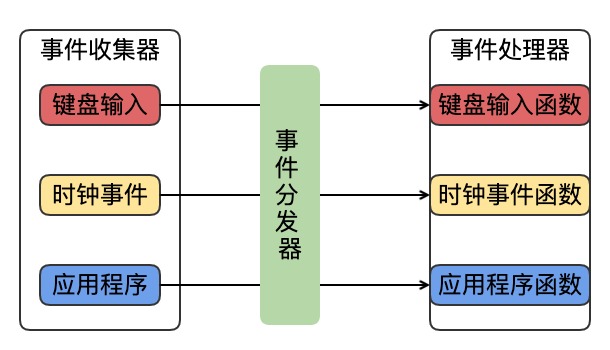 事件收集器
键盘输入
时钟事件
应用程序
事件分发器
事件处理器
键盘输入函数
时钟事件函数
应用程序函数